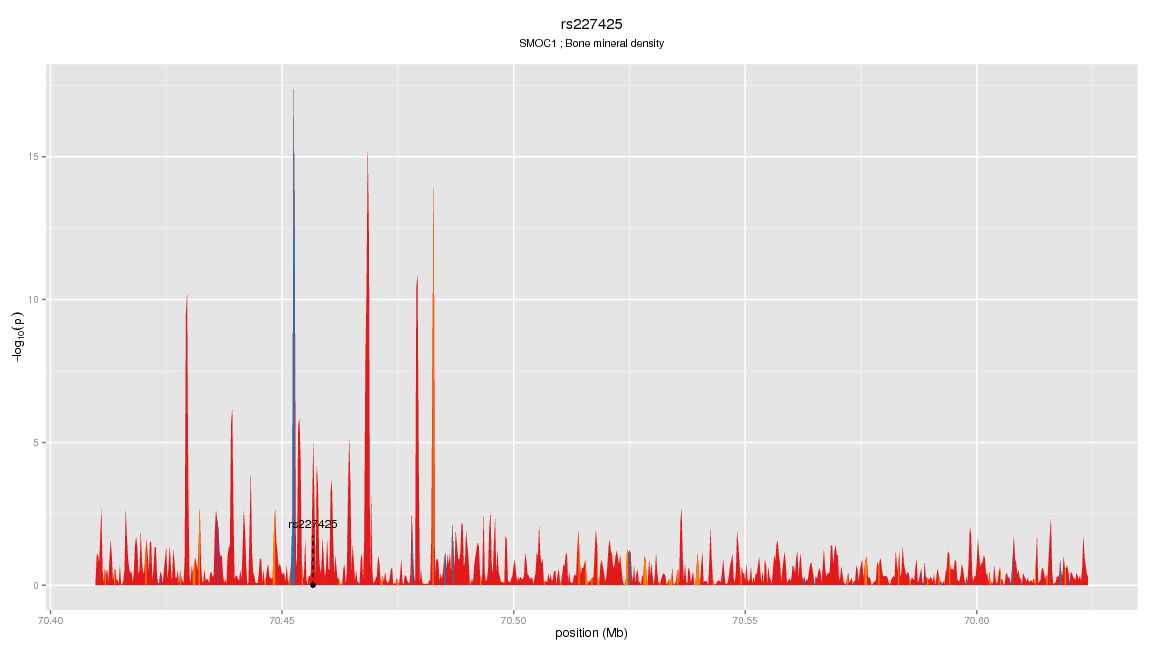 rs227425
SMOC1 ; Bone mineral density
−log10(p)
15
10
5
0
rs227425
70.40
70.45
70.50
70.55
70.60
position (Mb)